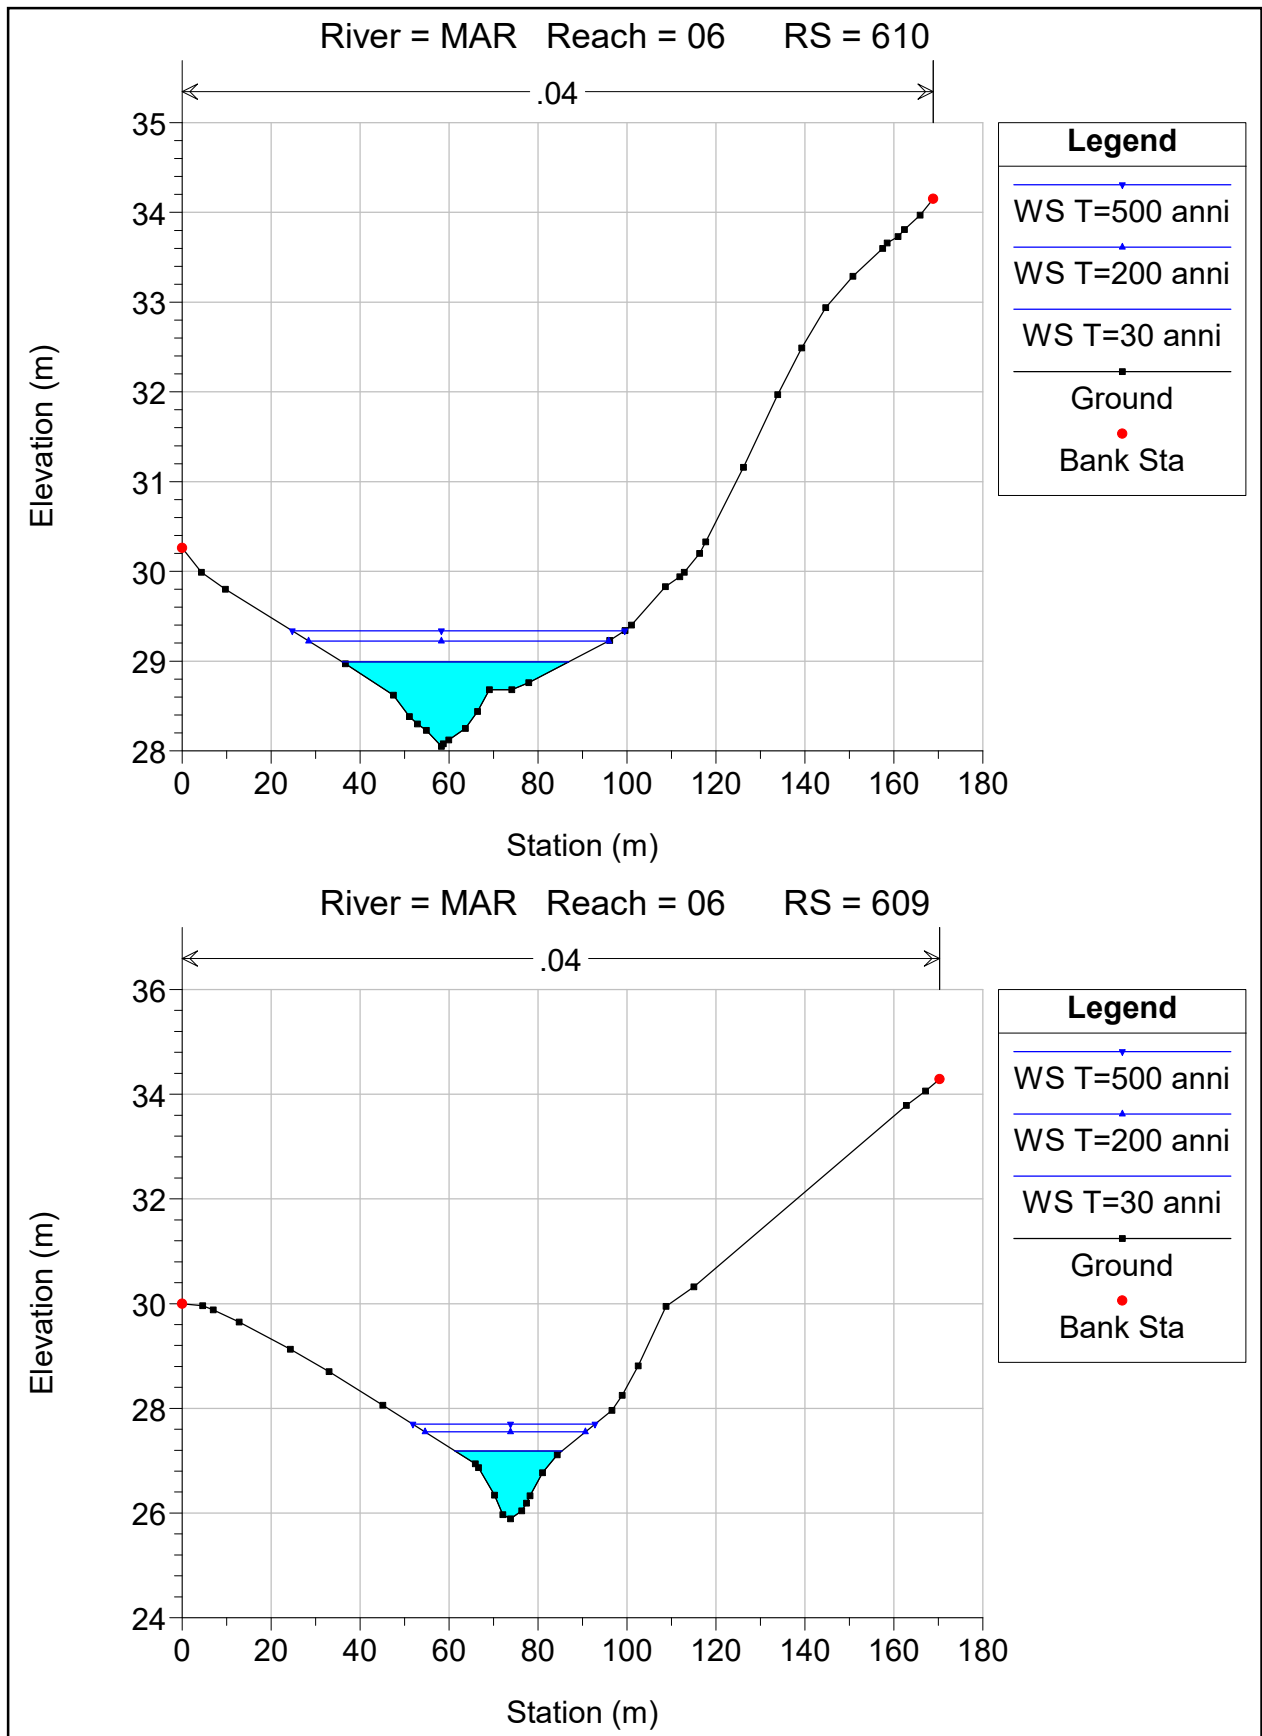 River = MAR Reach = 06 RS = 610
.04
35
34
33
32
31
30
29
28
Elevation (m)
0 20 40 60 80 100 120 140 160 180
Station (m)
Legend
WS T=500 anni
WS T=200 anni
WS T=30 anni
Ground
Bank Sta
River = MAR Reach = 06 RS = 609
.04
36
34
32
30
28
26
24
Elevation (m)
0 20 40 60 80 100 120 140 160 180
Station (m)
Legend
WS T=500 anni
WS T=200 anni
WS T=30 anni
Ground
Bank Sta